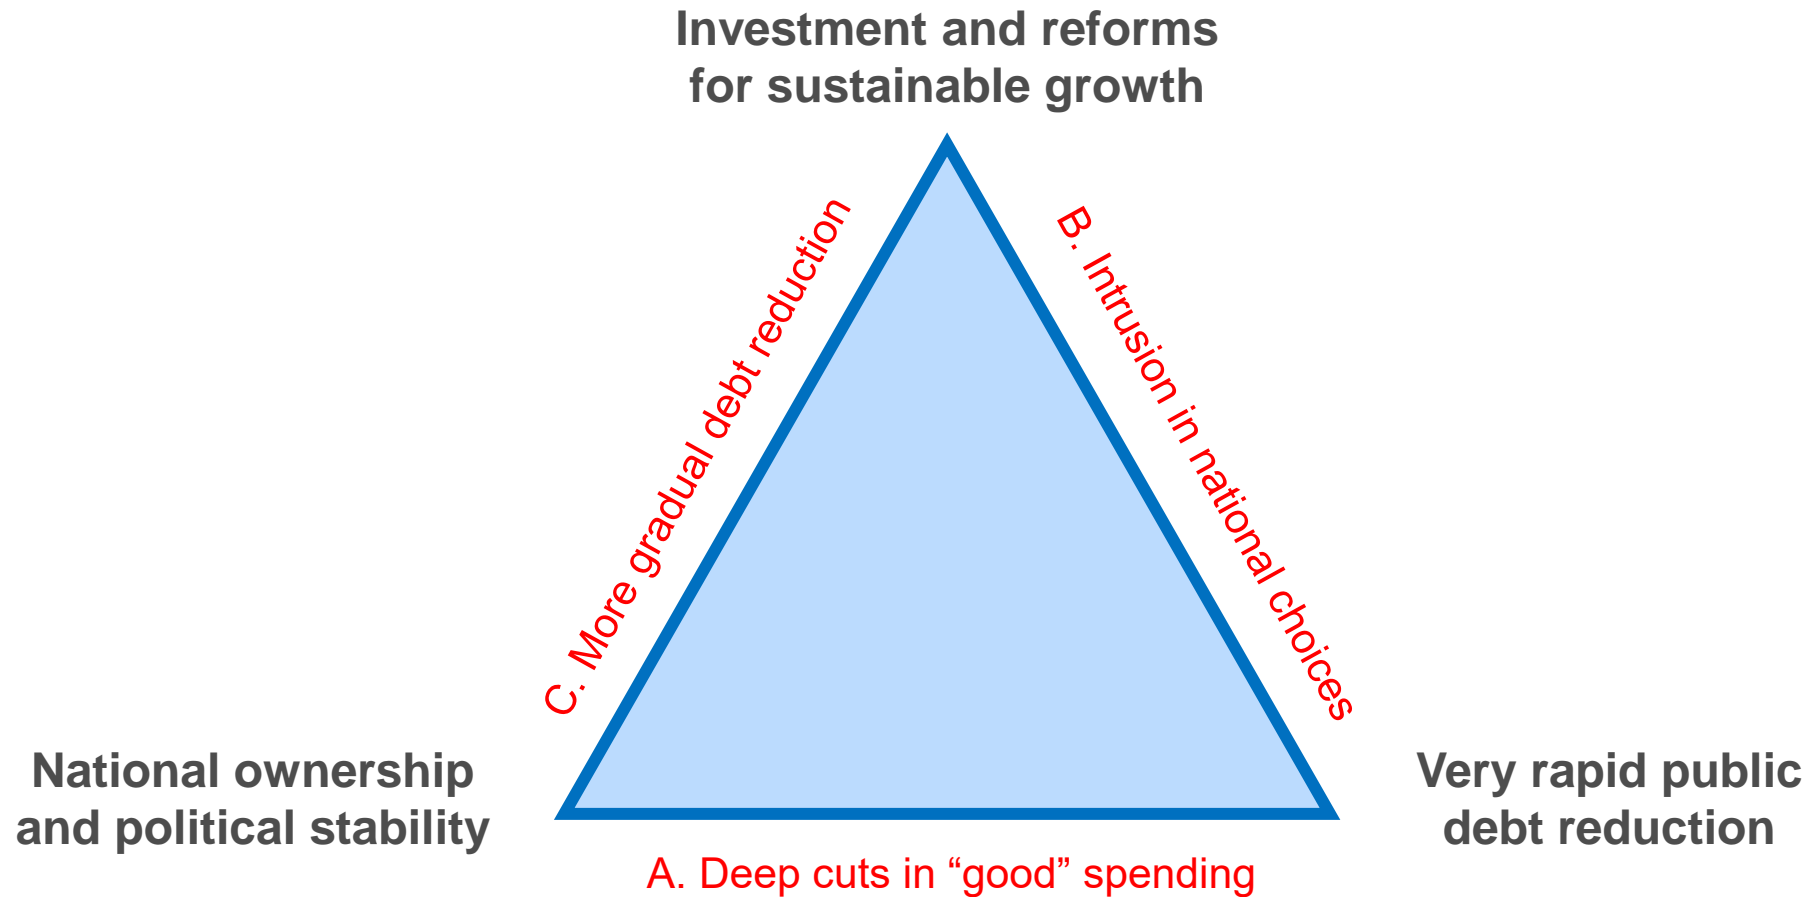 Investment and reforms
for sustainable growth
C. More gradual debt reduction
B. Intrusion in national choices
National ownership
and political stability
Very rapid public
debt reduction
A. Deep cuts in “good” spending